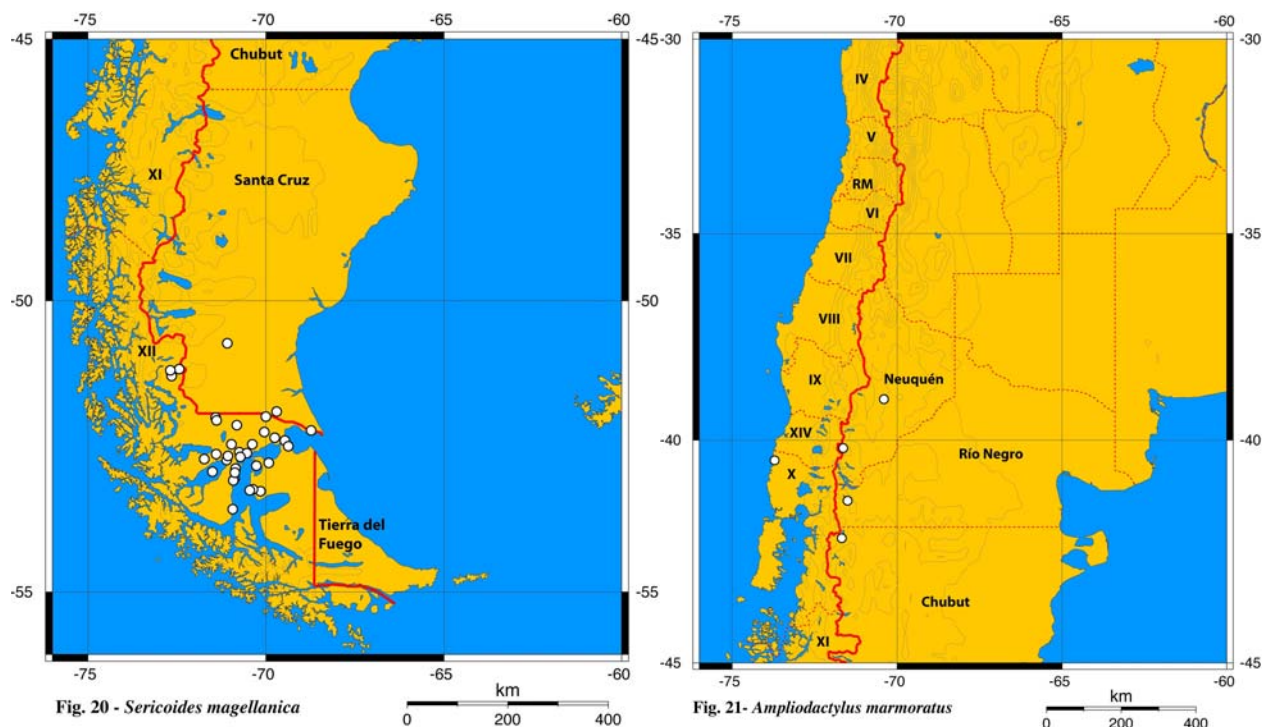 -75 -70 -65 -60
-45 -45
Chubut
XI
Santa Cruz
-50 -50
XII
Tierra del
Fuego
-55 -55
-75 -70 -65 -60
Fig. 20 - Sericoides magellanica
km
0 200 400
-75 -70 -65 -60
-30 -30
IV
V
RM
VI
-35 -35
VII
VIII
IX
Neuquén
XIV
-40 -40
Río Negro
X
Chubut
XI
-45 -45
-75 -70 -65 -60
Fig. 21- Ampliodactylus marmoratus
km
0 200 400